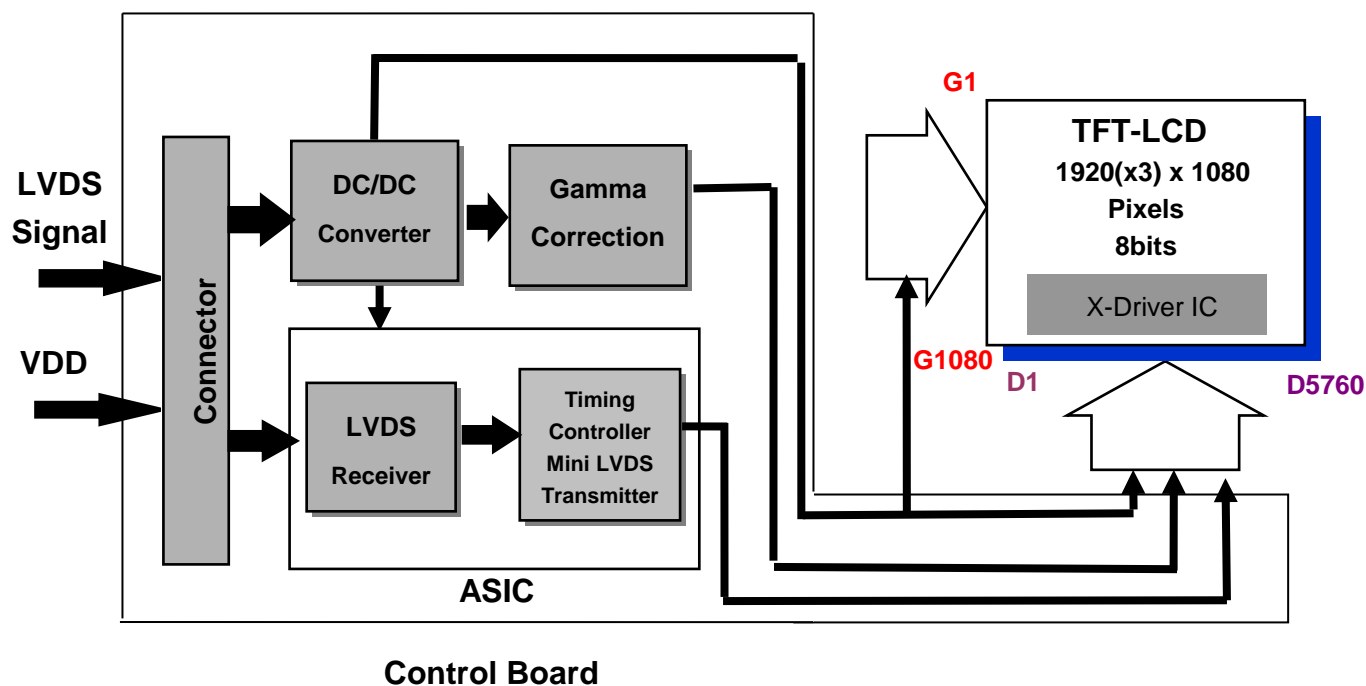 LVDS
Signal
VDD
Connector
DC/DC
Converter
Gamma
Correction
LVDS
Receiver
Timing
Controller
Mini LVDS
Transmitter
ASIC
G1
G1080
TFT-LCD
1920(x3) x 1080
Pixels
8bits
X-Driver IC
D1
D5760
Control Board